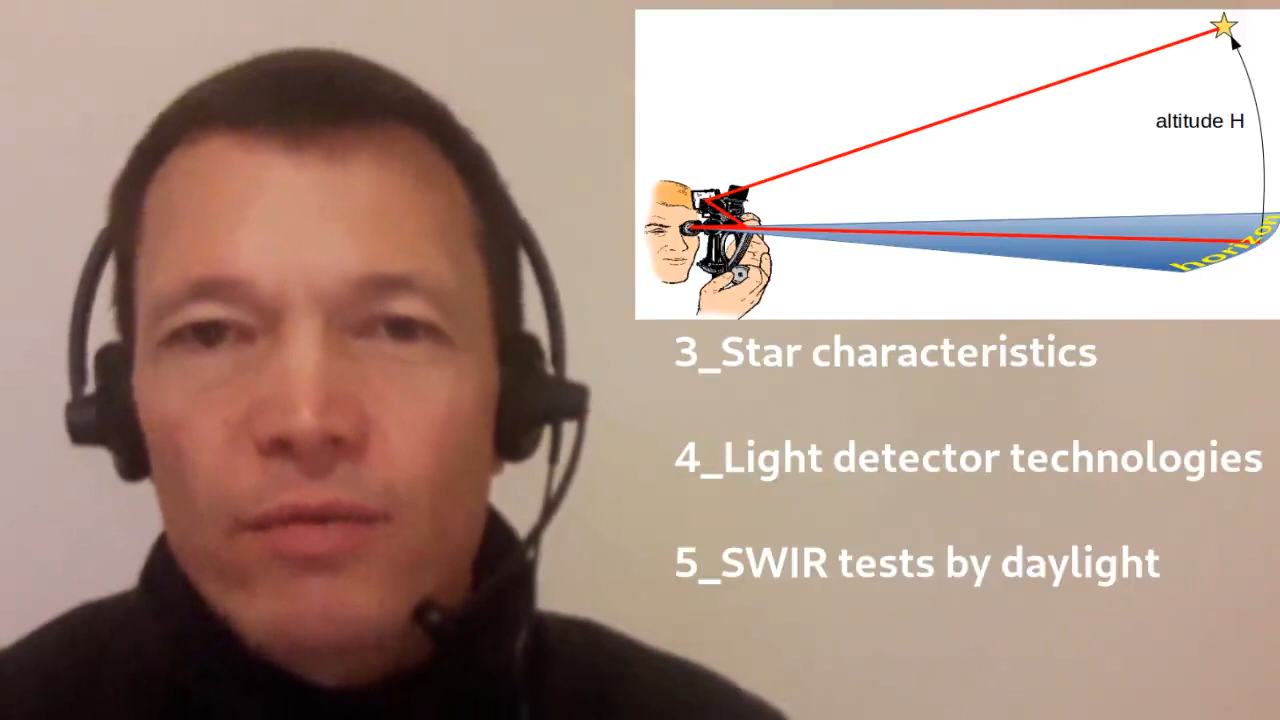 altitude H
horizon
3_Star characteristics
4_Light detector technologies
5_SWIR tests by daylight